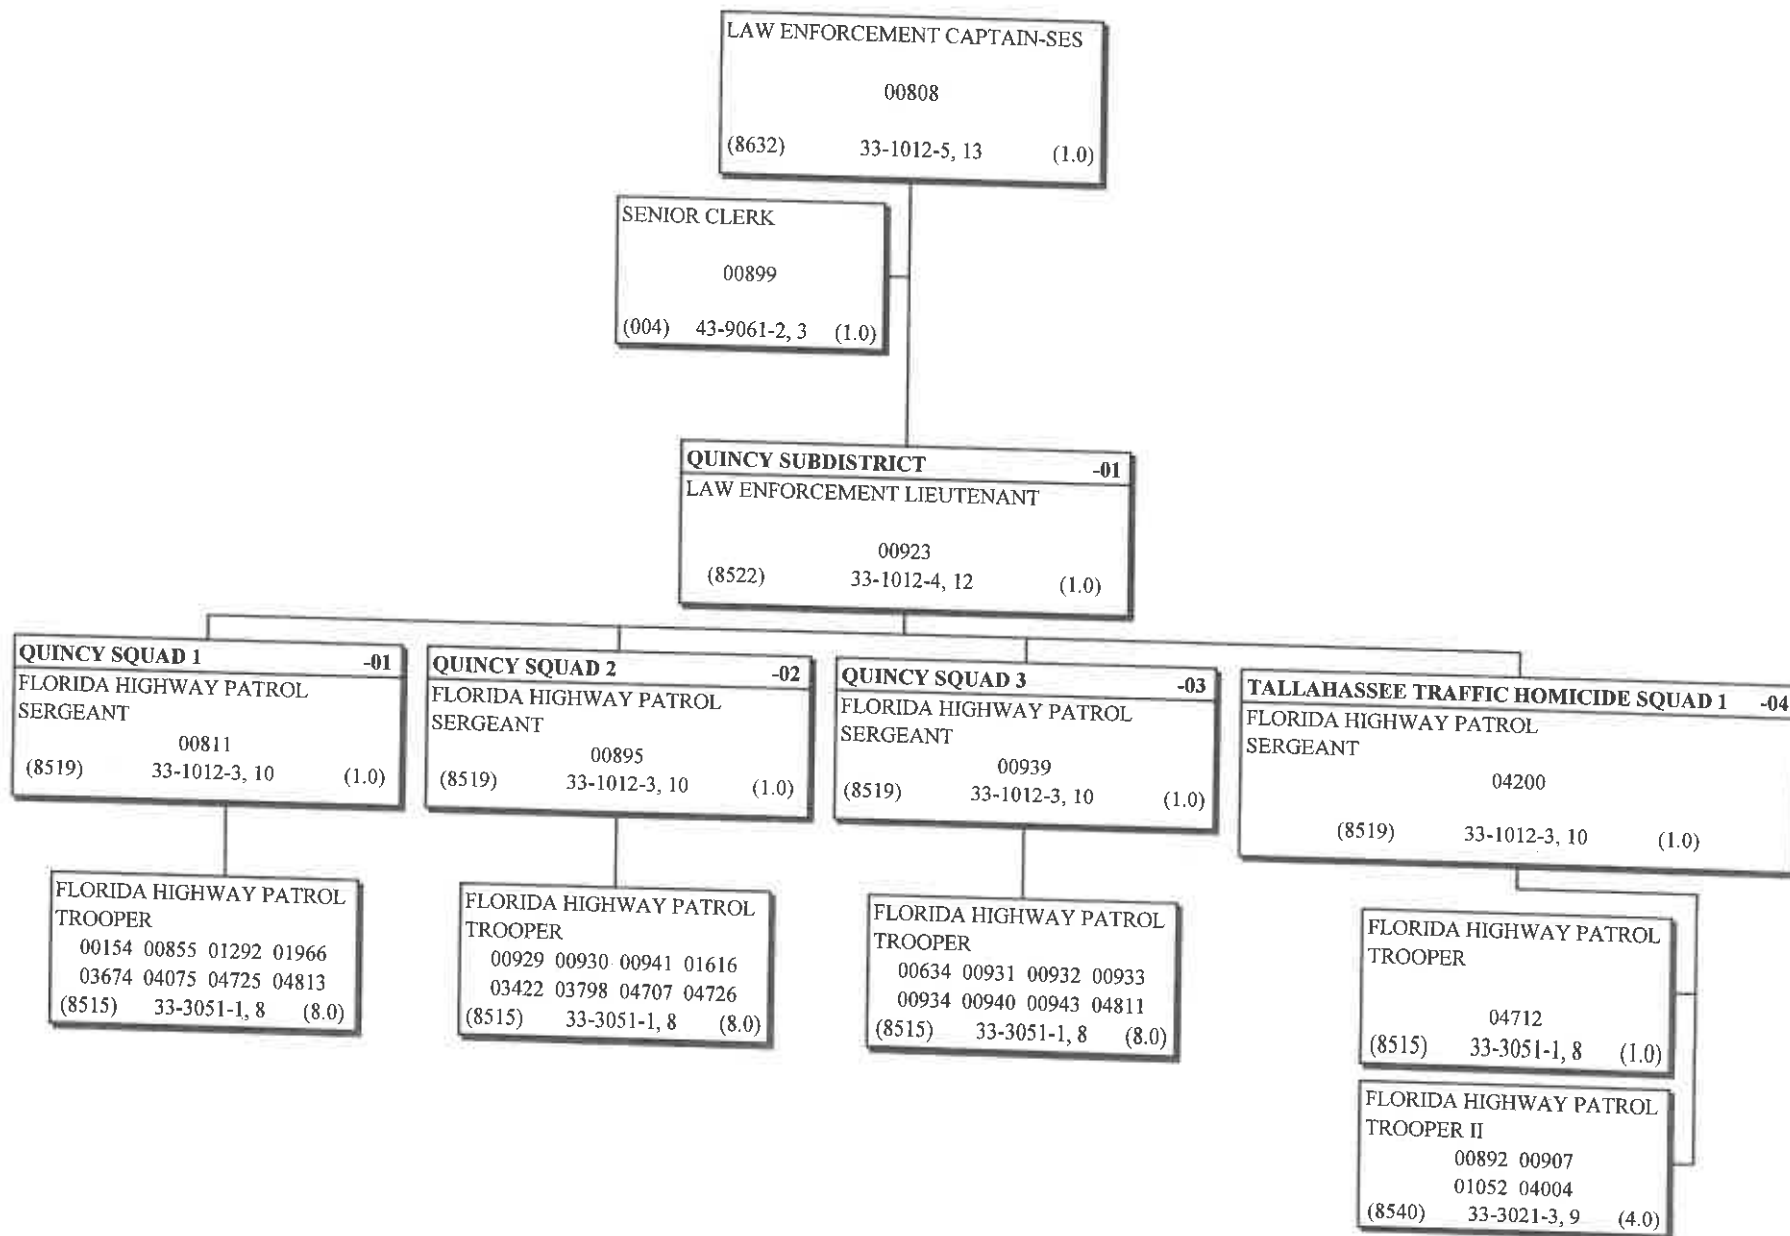 LAW ENFORCEMENT CAPTAIN-SES
00808
(8632) 33-1012-5, 13 (1.0)
SENIOR CLERK
00899
(004) 43-9061-2, 3 (1.0)
QUINCY SUBDISTRICT -01
LAW ENFORCEMENT LIEUTENANT
00923
(8522) 33-1012-4, 12 (1.0)
QUINCY SQUAD 1 -01
FLORIDA HIGHWAY PATROL
SERGEANT
00811
(8519) 33-1012-3, 10 (1.0)
QUINCY SQUAD 2 -02
FLORIDA HIGHWAY PATROL
SERGEANT
00895
(8519) 33-1012-3, 10 (1.0)
QUINCY SQUAD 3 -03
FLORIDA HIGHWAY PATROL
SERGEANT
00939
(8519) 33-1012-3, 10 (1.0)
TALLAHASSEE TRAFFIC HOMICIDE SQUAD 1 -04
FLORIDA HIGHWAY PATROL
SERGEANT
04200
(8519) 33-1012-3, 10 (1.0)
FLORIDA HIGHWAY PATROL
TROOPER
00154 00855 01292 01966
03674 04075 04725 04813
(8515) 33-3051-1, 8 (8.0)
FLORIDA HIGHWAY PATROL
TROOPER
00929 00930 00941 01616
03422 03798 04707 04726
(8515) 33-3051-1, 8 (8.0)
FLORIDA HIGHWAY PATROL
TROOPER
00634 00931 00932 00933
00934 00940 00943 04811
(8515) 33-3051-1, 8 (8.0)
FLORIDA HIGHWAY PATROL
TROOPER
04712
(8515) 33-3051-1, 8 (1.0)
FLORIDA HIGHWAY PATROL
TROOPER II
00892 00907
01052 04004
(8540) 33-3021-3, 9 (4.0)